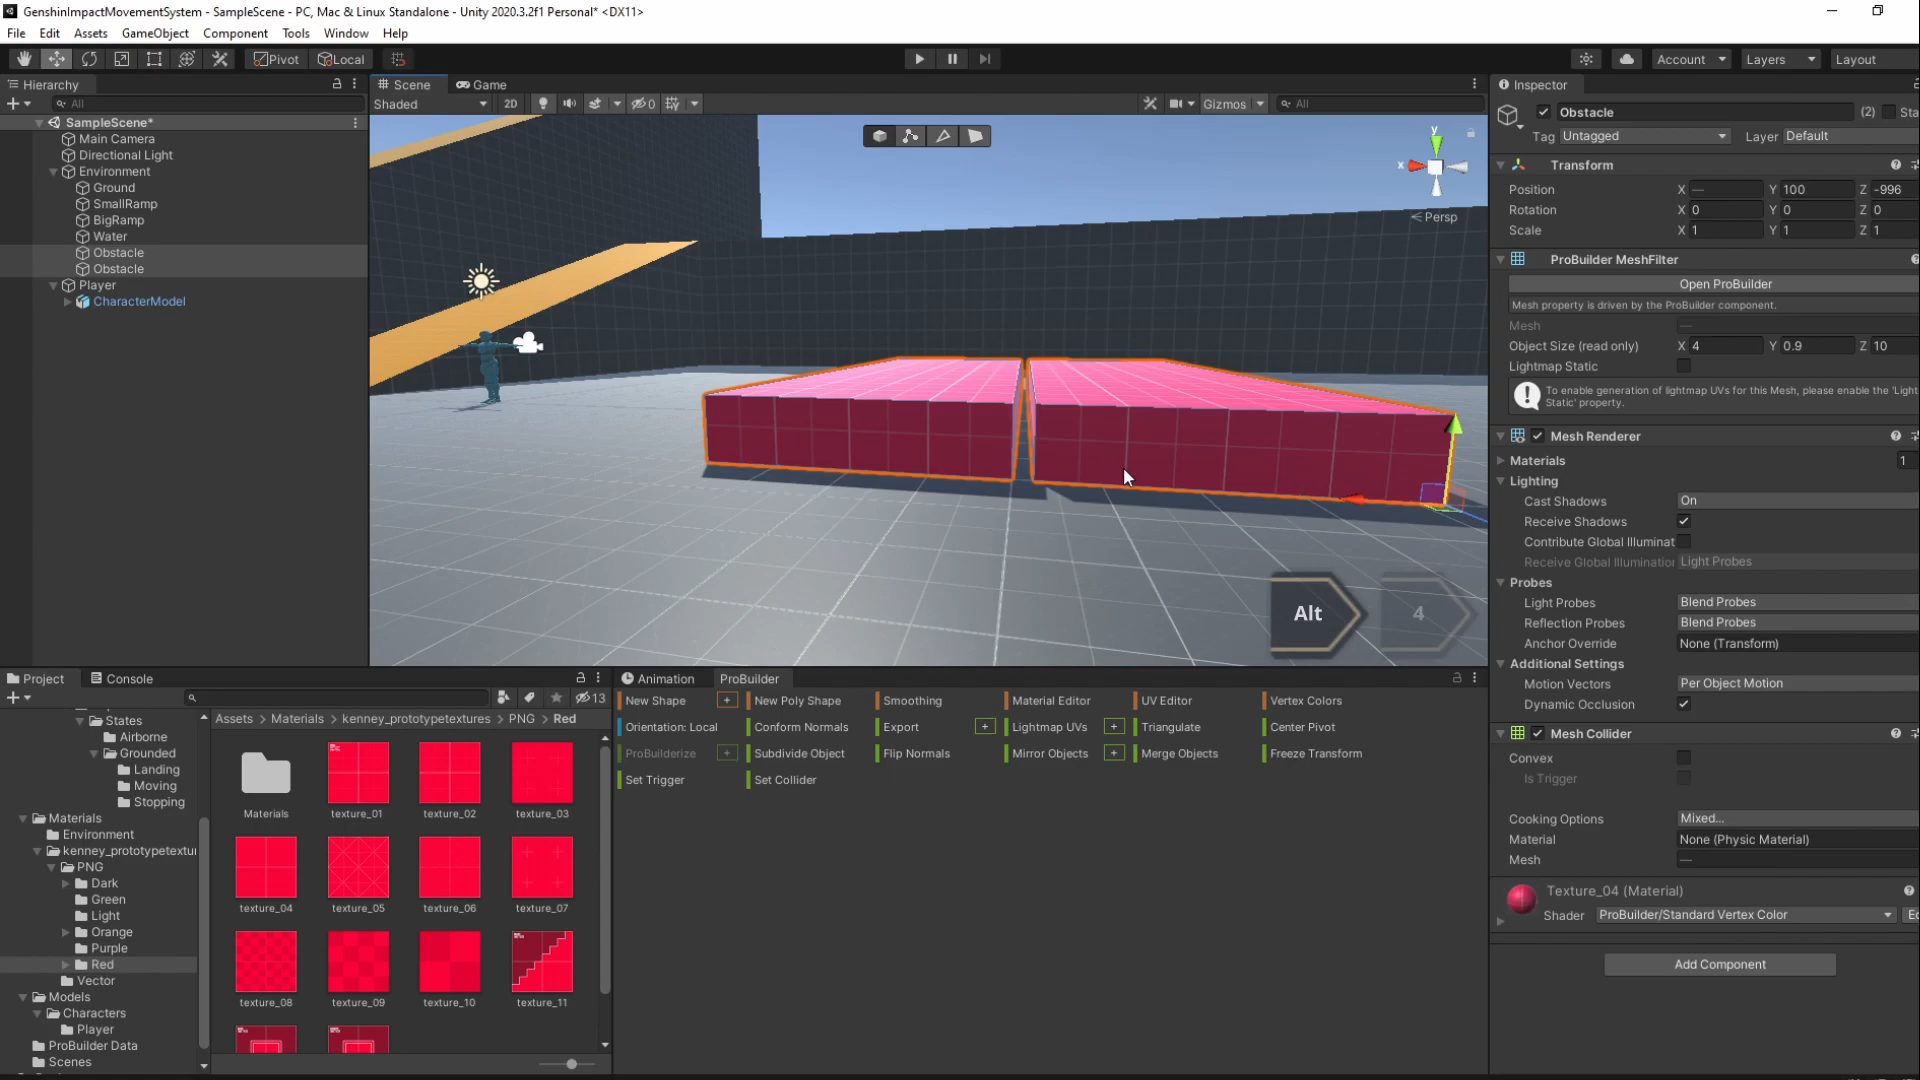 GenshinImpactMovementSystem - SampleScene - PC, Mac & Linux Standalone - Unity 2020.3.2f1 Personal* <DX11>
File Edit Assets GameObject Component Tools Window Help
Pivot Local Account Layers Layout
Hierarchy
All
SampleScene*
Main Camera
Directional Light
Environment
Ground
SmallRamp
BigRamp
Water
Obstacle
Obstacle
Player
CharacterModel
Scene Game
Shaded 2D 0 Gizmos All
y
x
Persp
Alt 4
Inspector
Obstacle (2) Sta
Tag Untagged Layer Default
Transform
Position X — Y 100 Z -996
Rotation X 0 Y 0 Z 0
Scale X 1 Y 1 Z 1
ProBuilder MeshFilter
Open ProBuilder
Mesh property is driven by the ProBuilder component.
Mesh —
Object Size (read only) X 4 Y 0.9 Z 10
Lightmap Static
To enable generation of lightmap UVs for this Mesh, please enable the 'Light
Static' property.
Mesh Renderer
Materials 1
Lighting
Cast Shadows On
Receive Shadows
Contribute Global Illuminat
Receive Global Illumination Light Probes
Probes
Light Probes Blend Probes
Reflection Probes Blend Probes
Anchor Override None (Transform)
Additional Settings
Motion Vectors Per Object Motion
Dynamic Occlusion
Mesh Collider
Convex
Is Trigger
Cooking Options Mixed...
Material None (Physic Material)
Mesh —
Texture_04 (Material)
Shader ProBuilder/Standard Vertex Color Ed
Add Component
Project Console
13
States
Airborne
Grounded
Landing
Moving
Stopping
Materials
Environment
kenney_prototypetextur
PNG
Dark
Green
Light
Orange
Purple
Red
Vector
Models
Characters
Player
ProBuilder Data
Scenes
Assets > Materials > kenney_prototypetextures > PNG > Red
Materials texture_01 texture_02 texture_03
texture_04 texture_05 texture_06 texture_07
texture_08 texture_09 texture_10 texture_11
Animation ProBuilder
New Shape + New Poly Shape Smoothing Material Editor UV Editor Vertex Colors
Orientation: Local Conform Normals Export + Lightmap UVs + Triangulate Center Pivot
ProBuilderize + Subdivide Object Flip Normals Mirror Objects + Merge Objects Freeze Transform
Set Trigger Set Collider